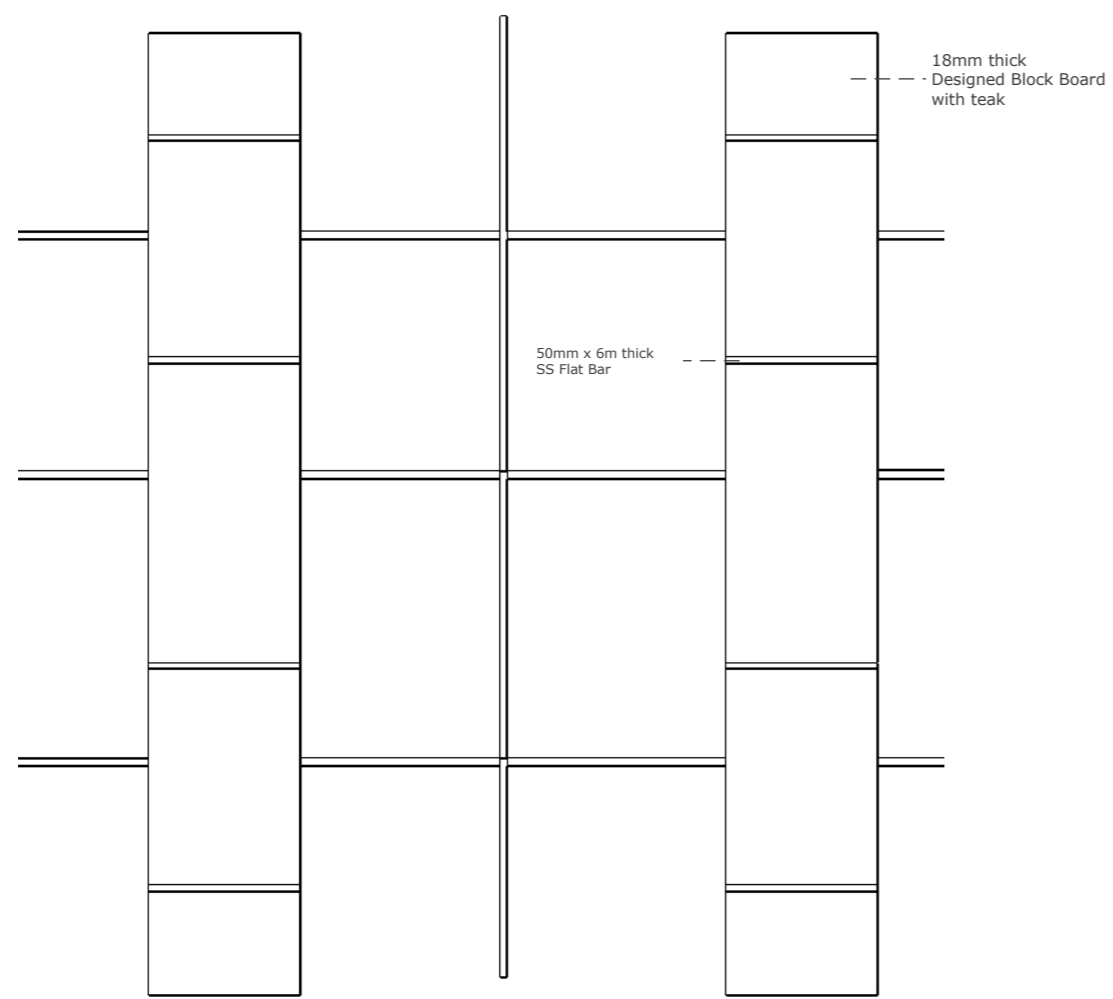 18mm thick
Designed Block Board
with teak
50mm x 6m thick
SS Flat Bar